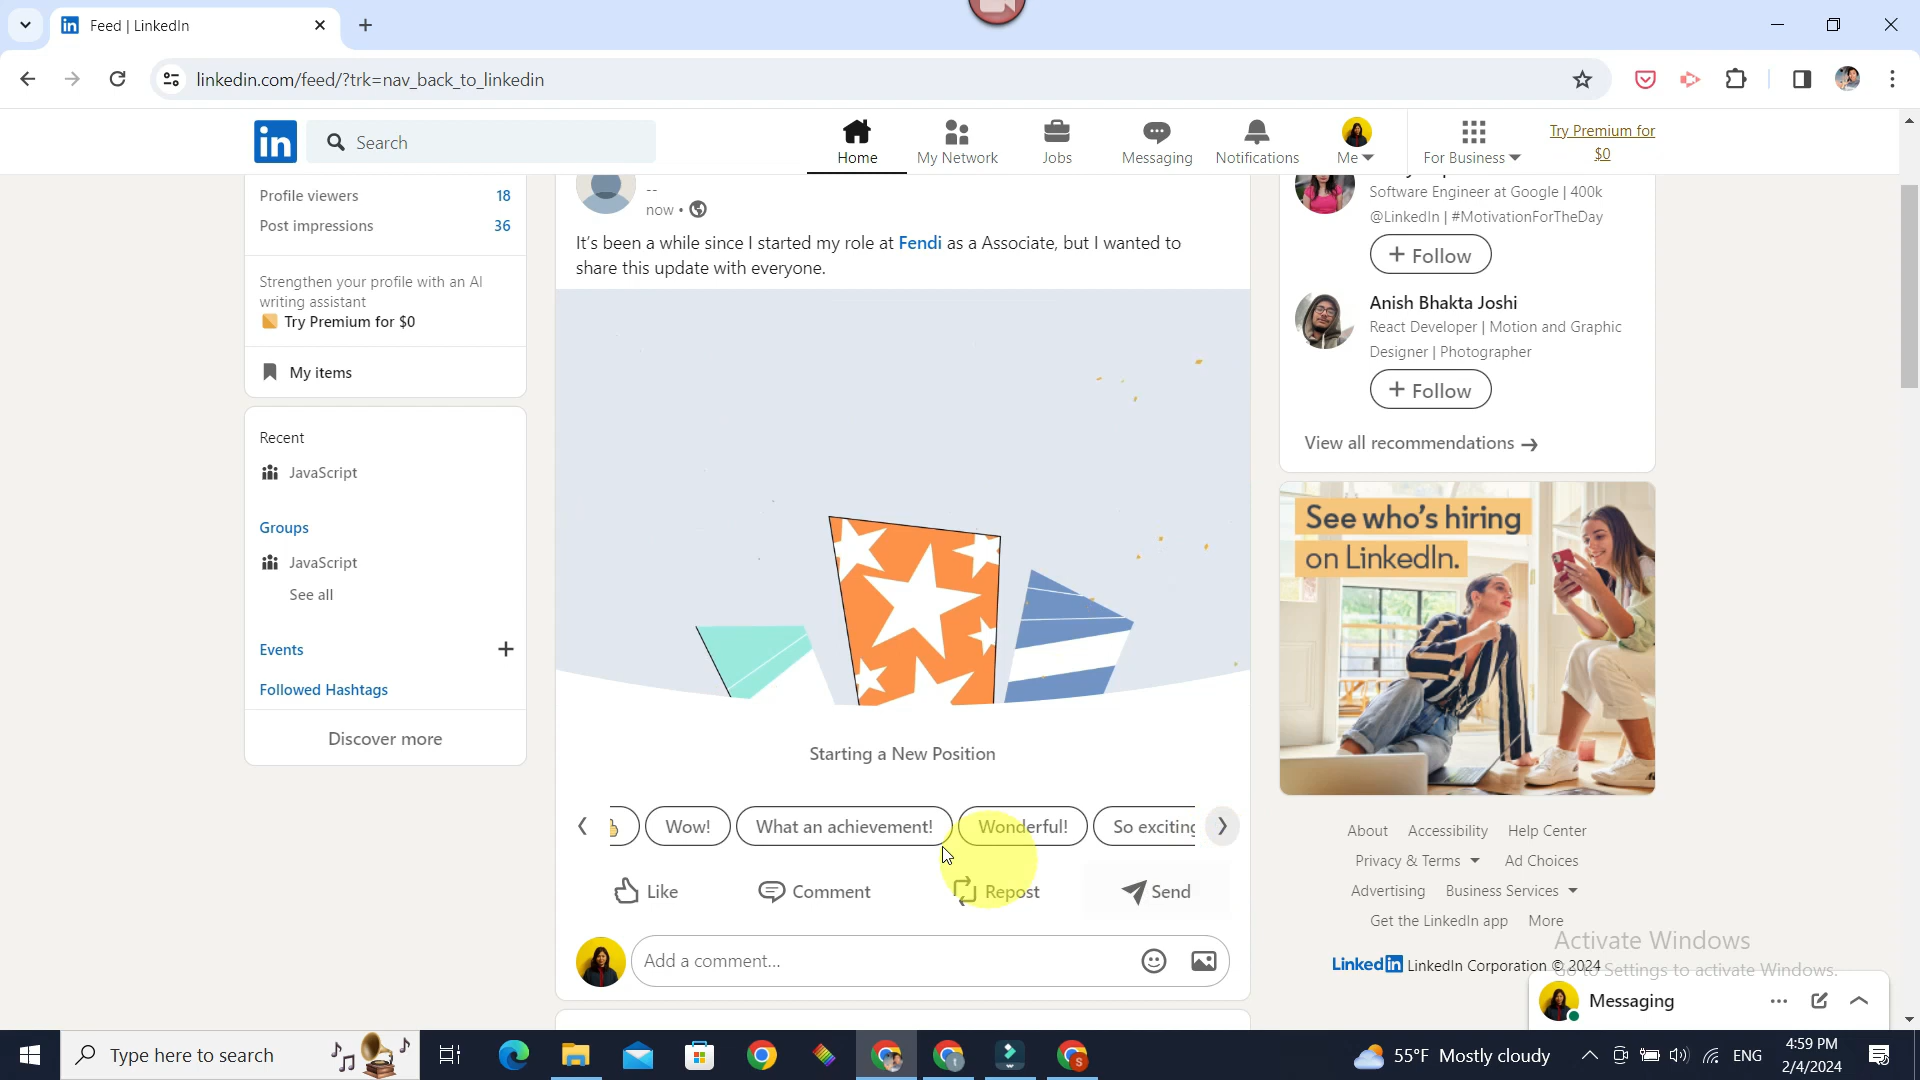 Feed | LinkedIn
linkedin.com/feed/?trk=nav_back_to_linkedin
in
Search
Home
My Network
Jobs
Messaging
Notifications
Me
For Business
Try Premium for
$0
Profile viewers 18
Post impressions 36
Strengthen your profile with an AI
writing assistant
Try Premium for $0
My items
Recent
JavaScript
Groups
JavaScript
See all
Events
Followed Hashtags
Discover more
--
now •
It's been a while since I started my role at Fendi as a Associate, but I wanted to
share this update with everyone.
Starting a New Position
Wow!
What an achievement!
Wonderful!
So exciting
Like
Comment
Repost
Send
Add a comment...
Software Engineer at Google | 400k
@LinkedIn | #MotivationForTheDay
+ Follow
Anish Bhakta Joshi
React Developer | Motion and Graphic
Designer | Photographer
+ Follow
View all recommendations →
See who's hiring
on LinkedIn.
About Accessibility Help Center
Privacy & Terms Ad Choices
Advertising Business Services
Get the LinkedIn app More
LinkedIn LinkedIn Corporation © 2024
Activate Windows
Go to Settings to activate Windows.
Messaging
Type here to search
55°F Mostly cloudy
ENG
4:59 PM
2/4/2024